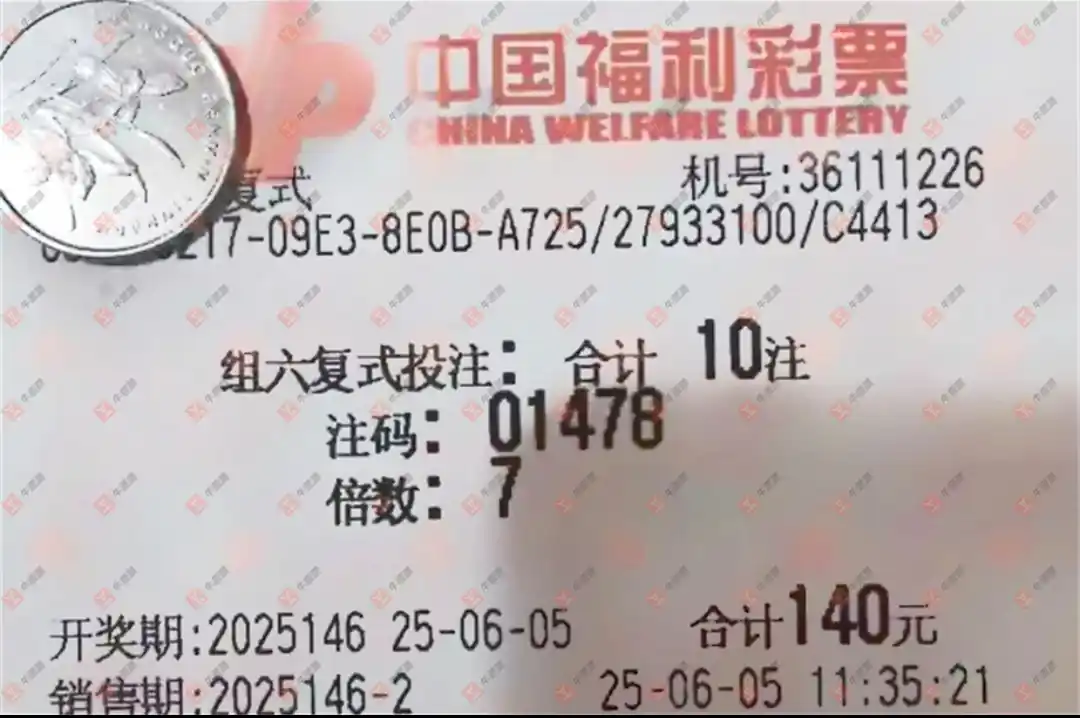 中国福利彩票
CHINA WELFARE LOTTERY
复式 机号:36111226
217-09E3-8E0B-A725/27933100/C4413
组六复式投注: 合计 10注
注码: 01478
倍数: 7
开奖期:2025146 25-06-05 合计140元
销售期:2025146-2 25-06-05 11:35:21